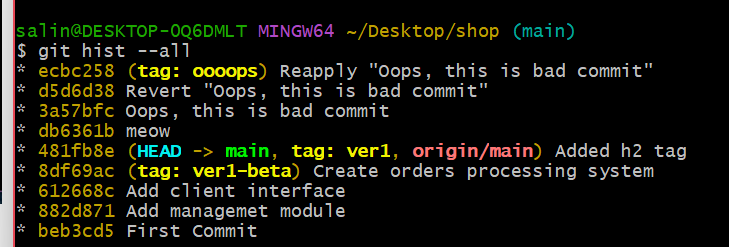 salin@DESKTOP-OQ6DMLT MINGW64 ~/Desktop/shop (main)
$ git hist --all
* ecbc258 (tag: oooops) Reapply "Oops, this is bad commit"
* d5d6d38 Revert "Oops, this is bad commit"
* 3a57bfc Oops, this is bad commit
* db6361b meow
* 481fb8e (HEAD -> main, tag: ver1, origin/main) Added h2 tag
* 8df69ac (tag: ver1-beta) Create orders processing system
* 612668c Add client interface
* 882d871 Add managemet module
* beb3cd5 First Commit